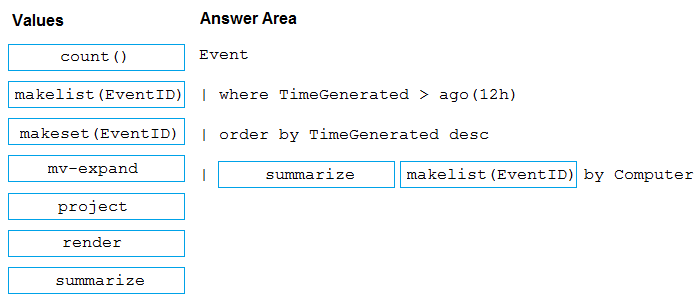 Values
Answer Area
count()
Event
makelist(EventID)
| where TimeGenerated > ago(12h)
makeset(EventID)
| order by TimeGenerated desc
mv-expand
| summarize makelist(EventID) by Computer
project
render
summarize